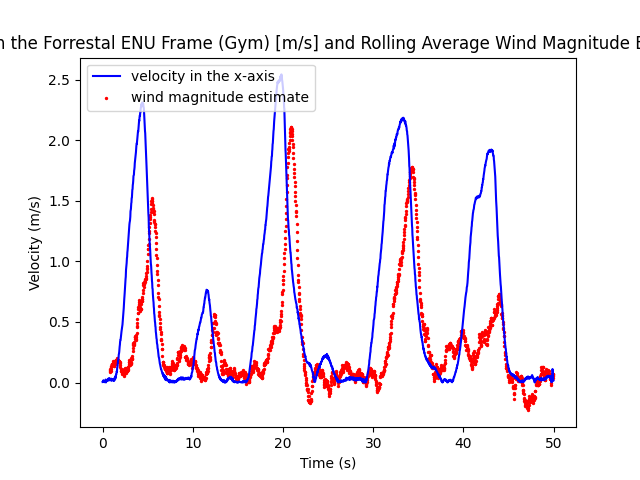 the Forrestal ENU Frame (Gym) [m/s] and Rolling Average Wind Magnitude
velocity in the x-axis
wind magnitude estimate
Velocity (m/s)
2.5
2.0
1.5
1.0
0.5
0.0
0 10 20 30 40 50
Time (s)